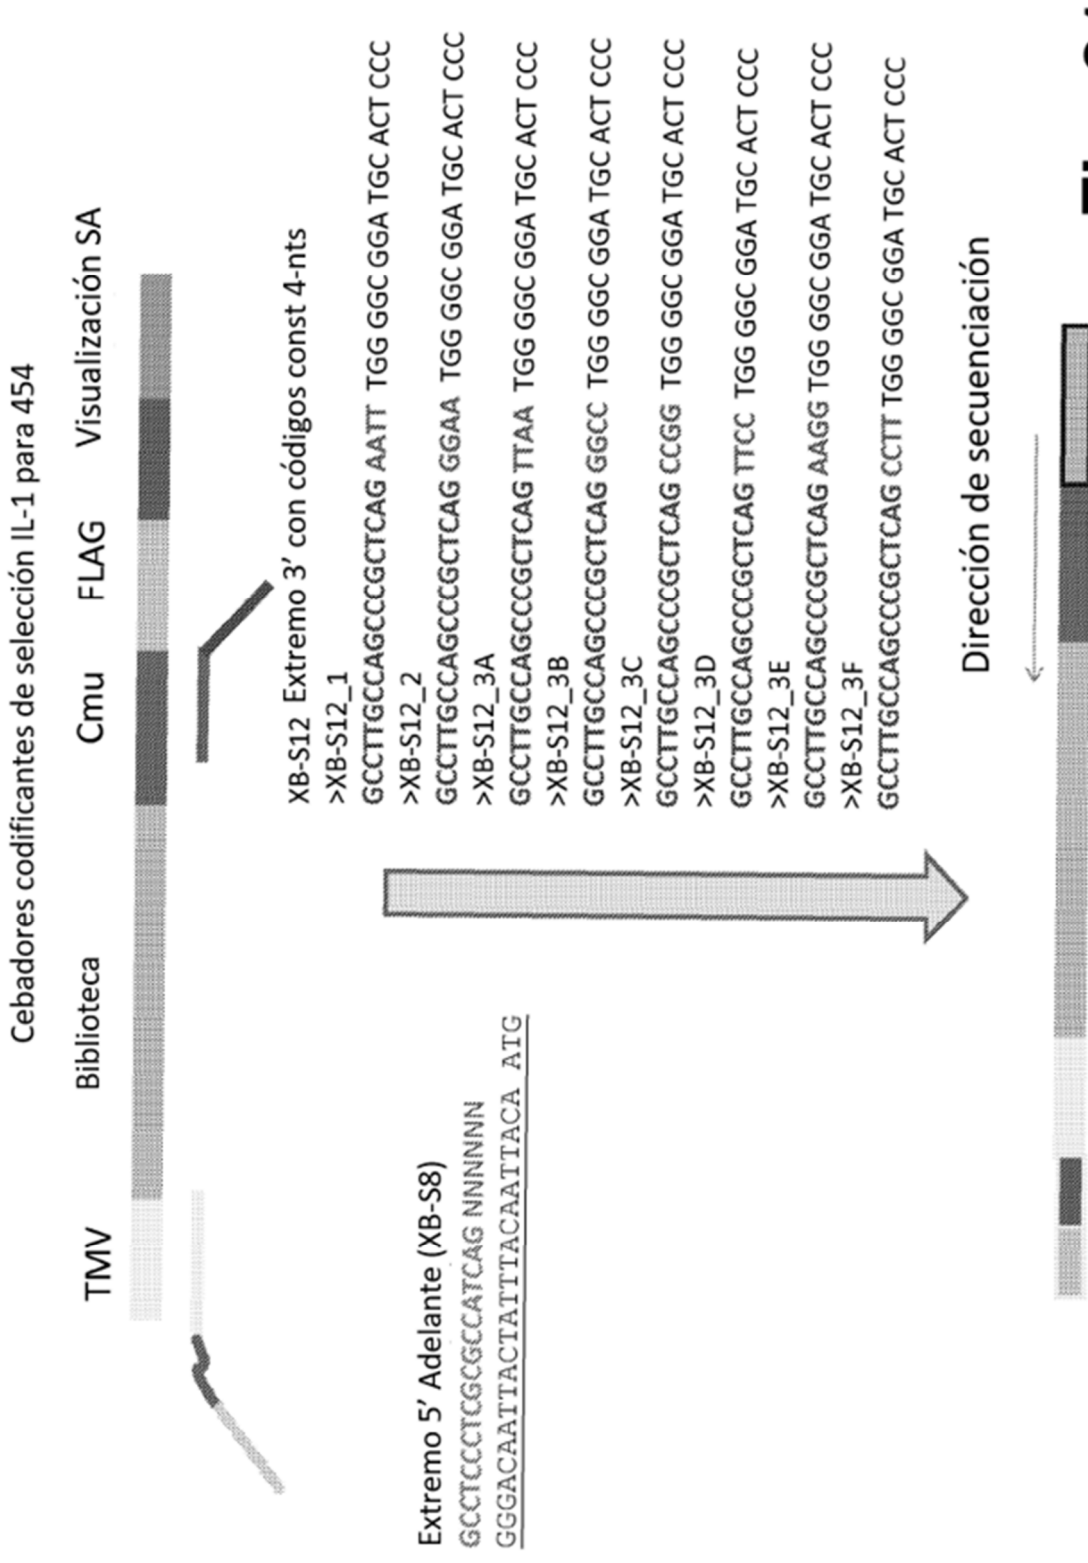 Cebadores codificantes de selección IL-1 para 454
TMV
Biblioteca
Cmu
FLAG
Visualización SA
Extremo 5' Adelante (XB-S8)
GCCTCCCTCGCGCCATCAG NNNNNN
GGGACAATTACTATTTACAATTACA ATG
XB-S12 Extremo 3' con códigos const 4-nts
>XB-S12_1
GCCTTGCCAGCCCGCTCAG AATT TGG GGC GGA TGC ACT CCC
>XB-S12_2
GCCTTGCCAGCCCGCTCAG GGAA TGG GGC GGA TGC ACT CCC
>XB-S12_3A
GCCTTGCCAGCCCGCTCAG TTAA TGG GGC GGA TGC ACT CCC
>XB-S12_3B
GCCTTGCCAGCCCGCTCAG GGCC TGG GGC GGA TGC ACT CCC
>XB-S12_3C
GCCTTGCCAGCCCGCTCAG CCGG TGG GGC GGA TGC ACT CCC
>XB-S12_3D
GCCTTGCCAGCCCGCTCAG TTCC TGG GGC GGA TGC ACT CCC
>XB-S12_3E
GCCTTGCCAGCCCGCTCAG AAGG TGG GGC GGA TGC ACT CCC
>XB-S12_3F
GCCTTGCCAGCCCGCTCAG CCTT TGG GGC GGA TGC ACT CCC
Dirección de secuenciación